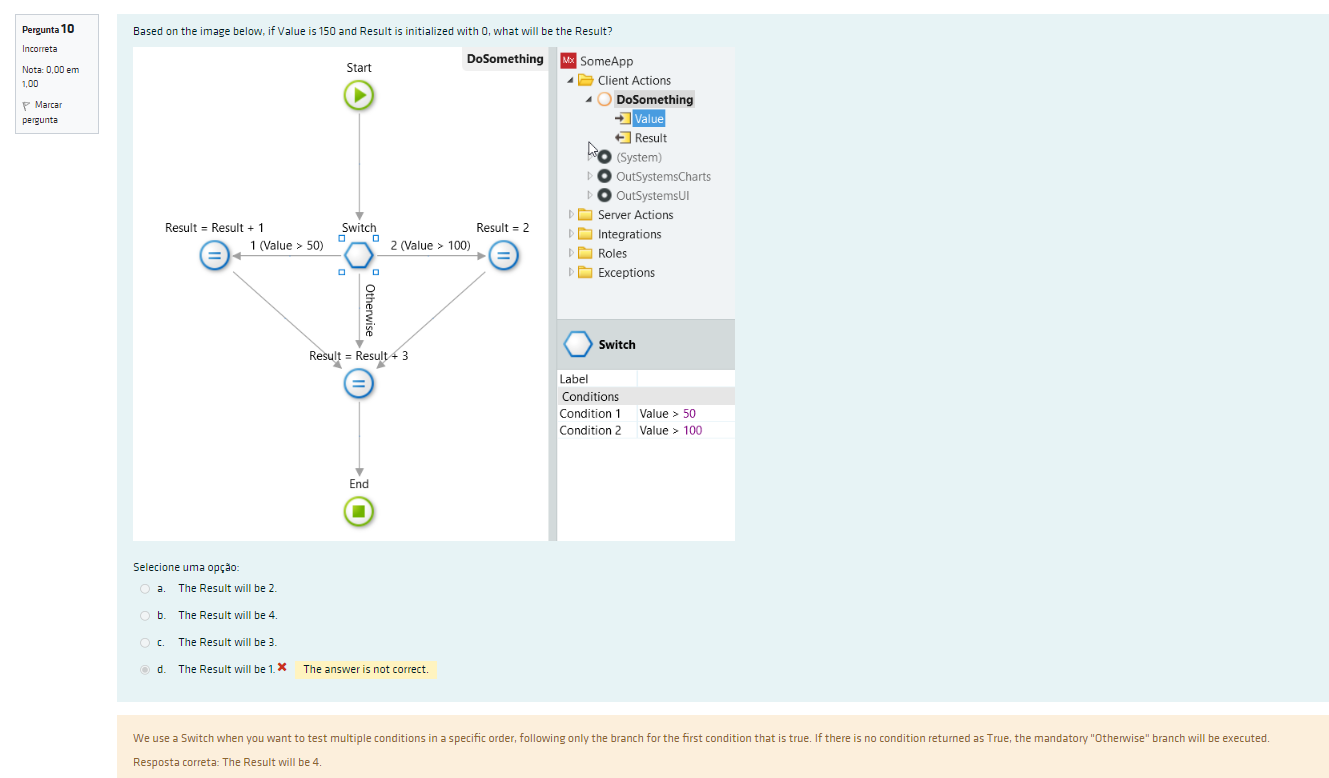 Pergunta 10
Incorreta
Nota: 0,00 em
1,00
Marcar
pergunta
Based on the image below, if Value is 150 and Result is initialized with 0, what will be the Result?
DoSomething
Start
Result = Result + 1
Switch
Result = 2
1 (Value > 50)
2 (Value > 100)
Otherwise
Result = Result + 3
End
Mx SomeApp
Client Actions
DoSomething
Value
Result
(System)
OutSystemsCharts
OutSystemsUI
Server Actions
Integrations
Roles
Exceptions
Switch
Label
Conditions
Condition 1 Value > 50
Condition 2 Value > 100
Selecione uma opção:
a. The Result will be 2.
b. The Result will be 4.
c. The Result will be 3.
d. The Result will be 1. The answer is not correct.
We use a Switch when you want to test multiple conditions in a specific order, following only the branch for the first condition that is true. If there is no condition returned as True, the mandatory "Otherwise" branch will be executed.
Resposta correta: The Result will be 4.